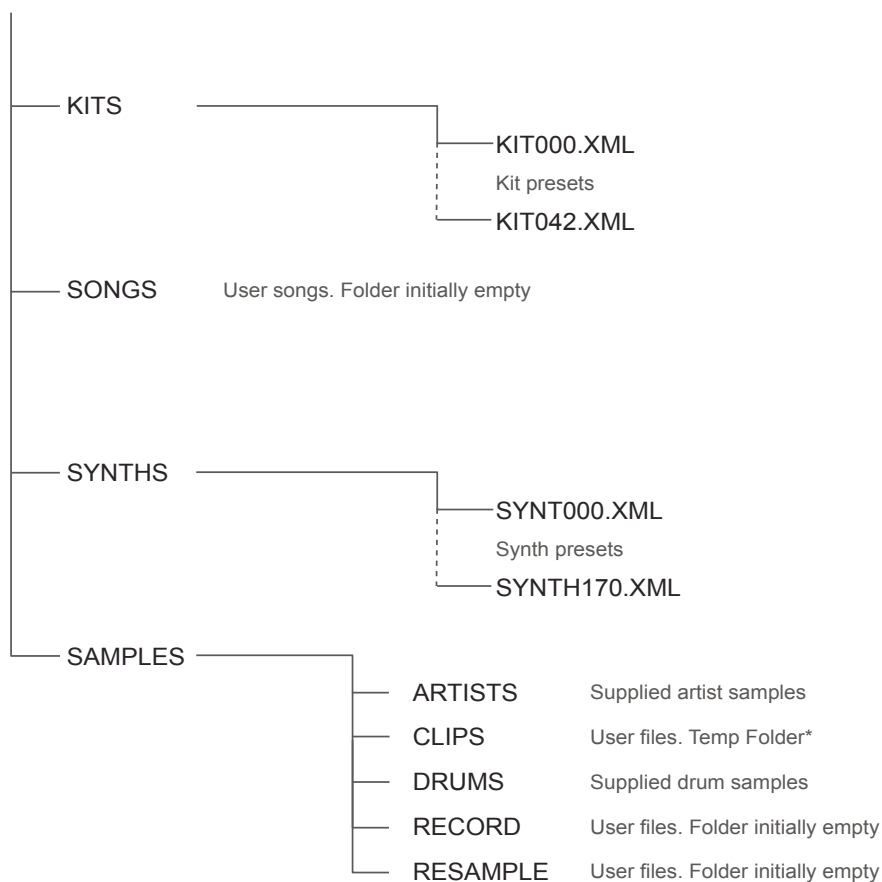 KITS
KIT000.XML
Kit presets
KIT042.XML
SONGS User songs. Folder initially empty
SYNTHS
SYNT000.XML
Synth presets
SYNTH170.XML
SAMPLES
ARTISTS Supplied artist samples
CLIPS User files. Temp Folder*
DRUMS Supplied drum samples
RECORD User files. Folder initially empty
RESAMPLE User files. Folder initially empty